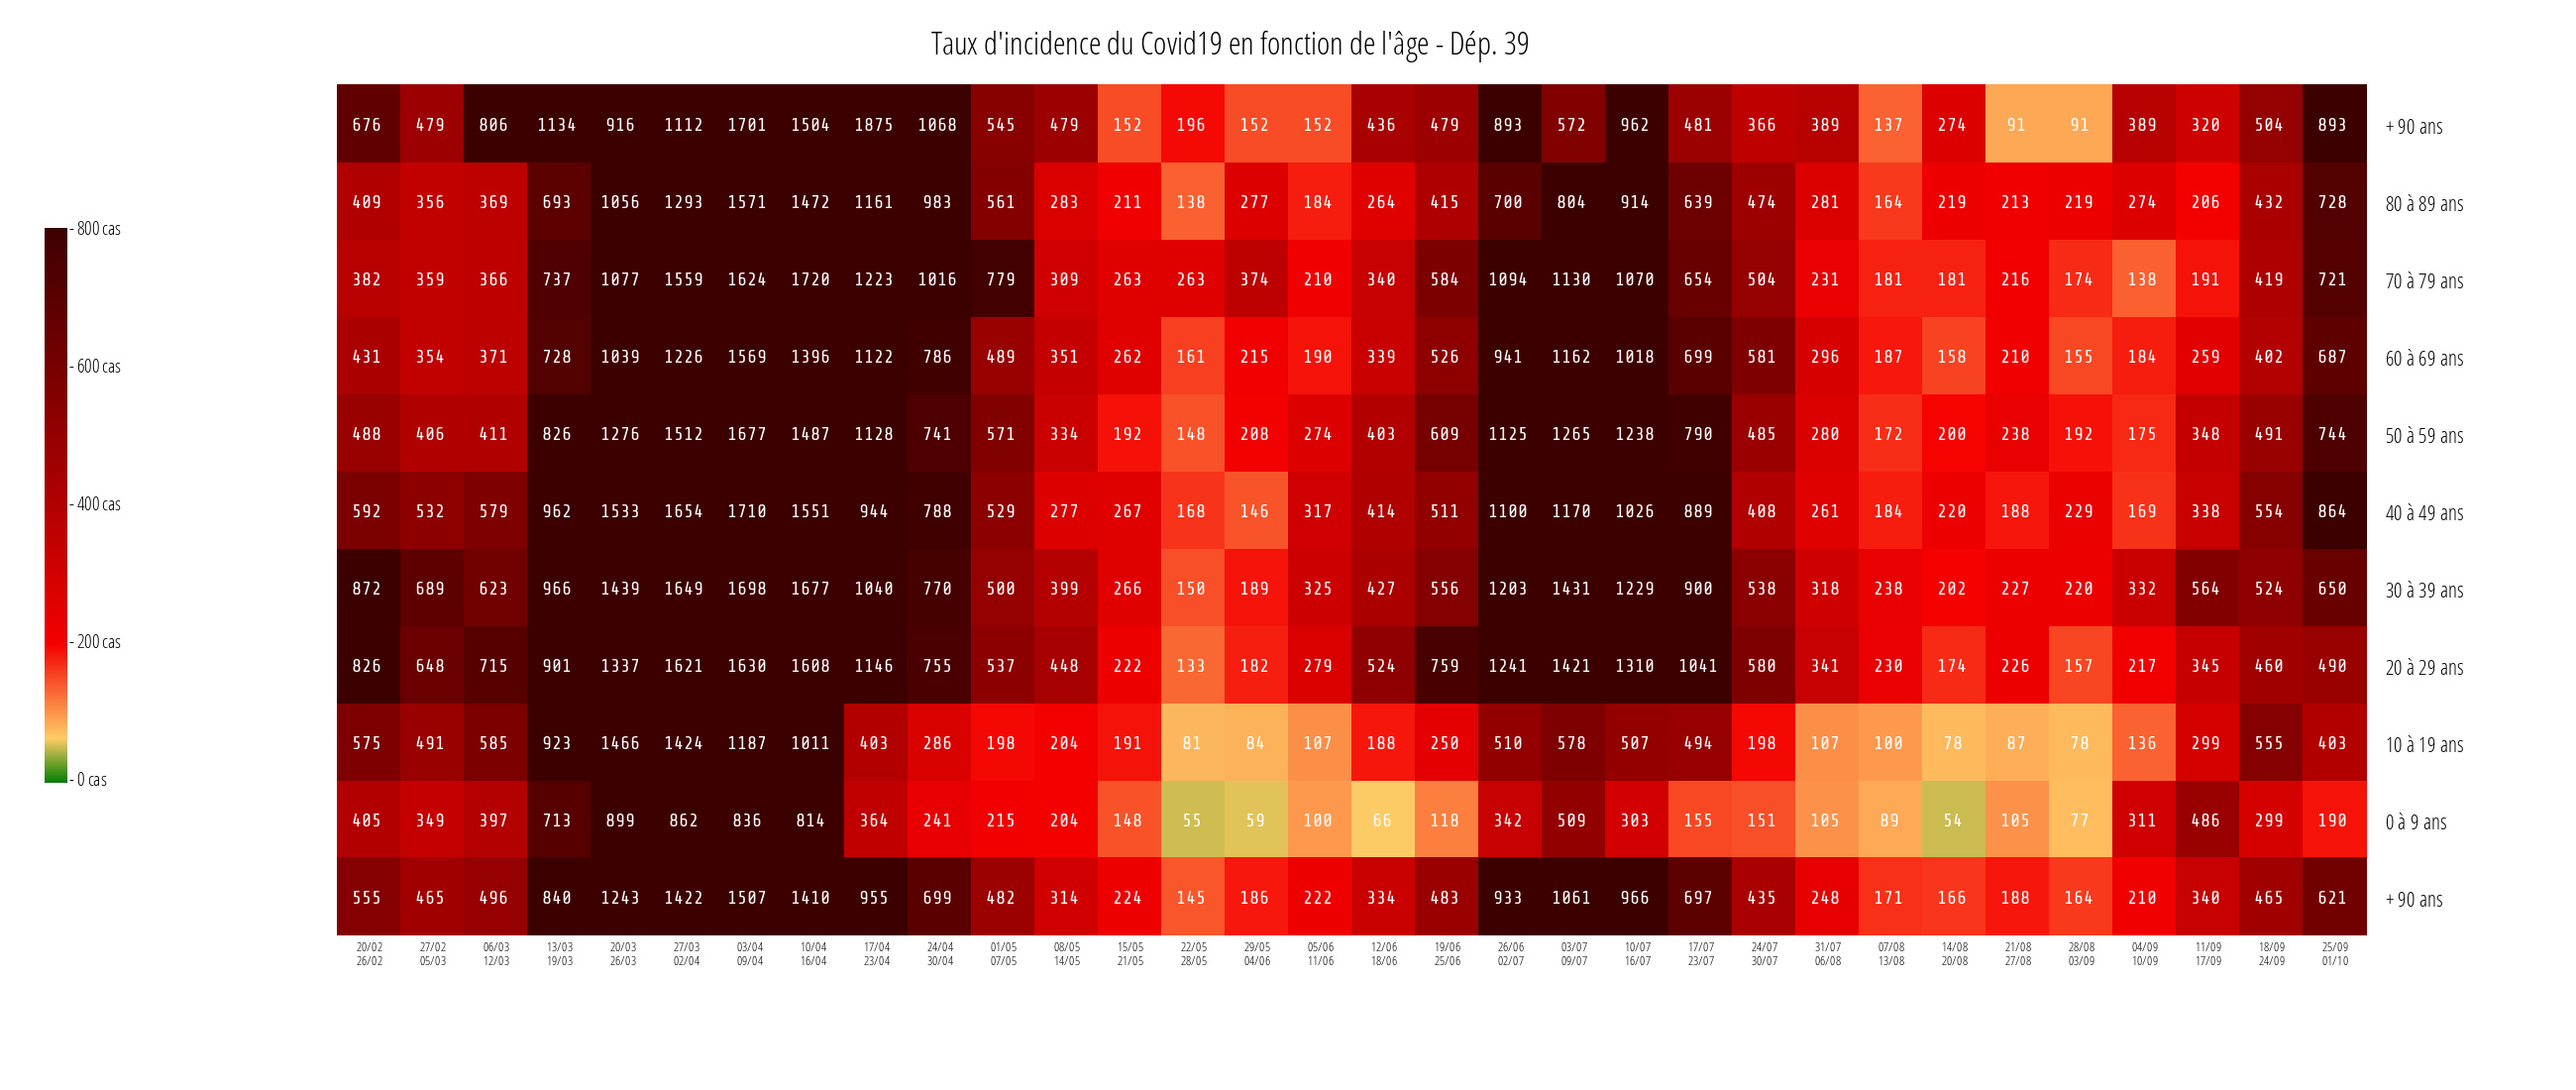 Taux d'incidence du Covid19 en fonction de l'âge - Dép. 39
- 800 cas
- 600 cas
- 400 cas
- 200 cas
- 0 cas
676 479 806 1134 916 1112 1701 1504 1875 1068 545 479 152 196 152 152 436 479 893 572 962 481 366 389 137 274 91 91 389 320 504 893 + 90 ans
409 356 369 693 1056 1293 1571 1472 1161 983 561 283 211 138 277 184 264 415 700 804 914 639 474 281 164 219 213 219 274 206 432 728 80 à 89 ans
382 359 366 737 1077 1559 1624 1720 1223 1016 779 309 263 263 374 210 340 584 1094 1130 1070 654 504 231 181 181 216 174 138 191 419 721 70 à 79 ans
431 354 371 728 1039 1226 1569 1396 1122 786 489 351 262 161 215 190 339 526 941 1162 1018 699 581 296 187 158 210 155 184 259 402 687 60 à 69 ans
488 406 411 826 1276 1512 1677 1487 1128 741 571 334 192 148 208 274 403 609 1125 1265 1238 790 485 280 172 200 238 192 175 348 491 744 50 à 59 ans
592 532 579 962 1533 1654 1710 1551 944 788 529 277 267 168 146 317 414 511 1100 1170 1026 889 408 261 184 220 188 229 169 338 554 864 40 à 49 ans
872 689 623 966 1439 1649 1698 1677 1040 770 500 399 266 150 189 325 427 556 1203 1431 1229 900 538 318 238 202 227 220 332 564 524 650 30 à 39 ans
826 648 715 901 1337 1621 1630 1608 1146 755 537 448 222 133 182 279 524 759 1241 1421 1310 1041 580 341 230 174 226 157 217 345 460 490 20 à 29 ans
575 491 585 923 1466 1424 1187 1011 403 286 198 204 191 81 84 107 188 250 510 578 507 494 198 107 100 78 87 78 136 299 555 403 10 à 19 ans
405 349 397 713 899 862 836 814 364 241 215 204 148 55 59 100 66 118 342 509 303 155 151 105 89 54 105 77 311 486 299 190 0 à 9 ans
555 465 496 840 1243 1422 1507 1410 955 699 482 314 224 145 186 222 334 483 933 1061 966 697 435 248 171 166 188 164 210 340 465 621 + 90 ans
20/02 27/02 06/03 13/03 20/03 27/03 03/04 10/04 17/04 24/04 01/05 08/05 15/05 22/05 29/05 05/06 12/06 19/06 26/06 03/07 10/07 17/07 24/07 31/07 07/08 14/08 21/08 28/08 04/09 11/09 18/09 25/09
26/02 05/03 12/03 19/03 26/03 02/04 09/04 16/04 23/04 30/04 07/05 14/05 21/05 28/05 04/06 11/06 18/06 25/06 02/07 09/07 16/07 23/07 30/07 06/08 13/08 20/08 27/08 03/09 10/09 17/09 24/09 01/10